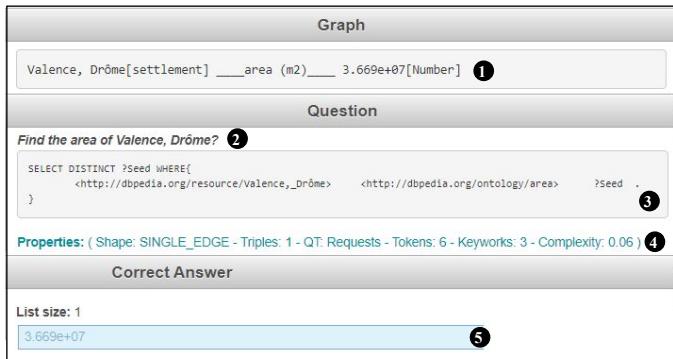 Graph
Valence, Drôme[settlement] ____area (m2)____ 3.669e+07[Number] 1
Question
Find the area of Valence, Drôme? 2
SELECT DISTINCT ?Seed WHERE{
<http://dbpedia.org/resource/Valence,_Drôme> <http://dbpedia.org/ontology/area> ?Seed .
} 3
Properties: ( Shape: SINGLE_EDGE - Triples: 1 - QT: Requests - Tokens: 6 - Keyworks: 3 - Complexity: 0.06 ) 4
Correct Answer
List size: 1
3.669e+07 5